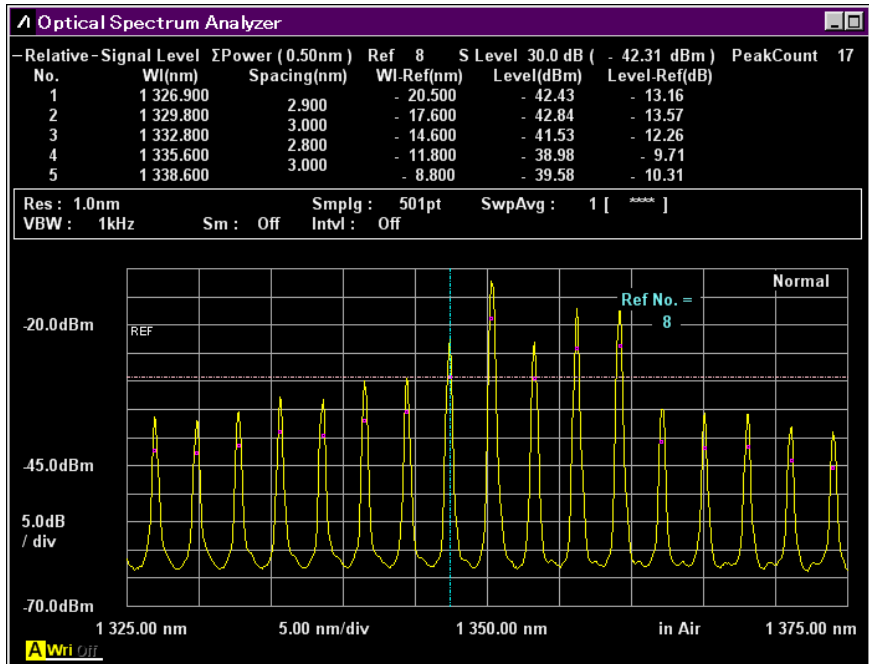 Optical Spectrum Analyzer
Relative-Signal Level ΣPower ( 0.50nm ) Ref 8 S Level 30.0 dB ( - 42.31 dBm ) PeakCount 17
No. Wl(nm) Spacing(nm) Wl-Ref(nm) Level(dBm) Level-Ref(dB)
1 1 326.900 - 20.500 - 42.43 - 13.16
2.900
2 1 329.800 - 17.600 - 42.84 - 13.57
3.000
3 1 332.800 - 14.600 - 41.53 - 12.26
2.800
4 1 335.600 - 11.800 - 38.98 - 9.71
3.000
5 1 338.600 - 8.800 - 39.58 - 10.31
Res : 1.0nm Smplg : 501pt SwpAvg : 1 [ **** ]
VBW : 1kHz Sm : Off Intvl : Off
Normal
Ref No. =
8
-20.0dBm
REF
-45.0dBm
5.0dB
/ div
-70.0dBm
1 325.00 nm 5.00 nm/div 1 350.00 nm in Air 1 375.00 nm
A Wri Off